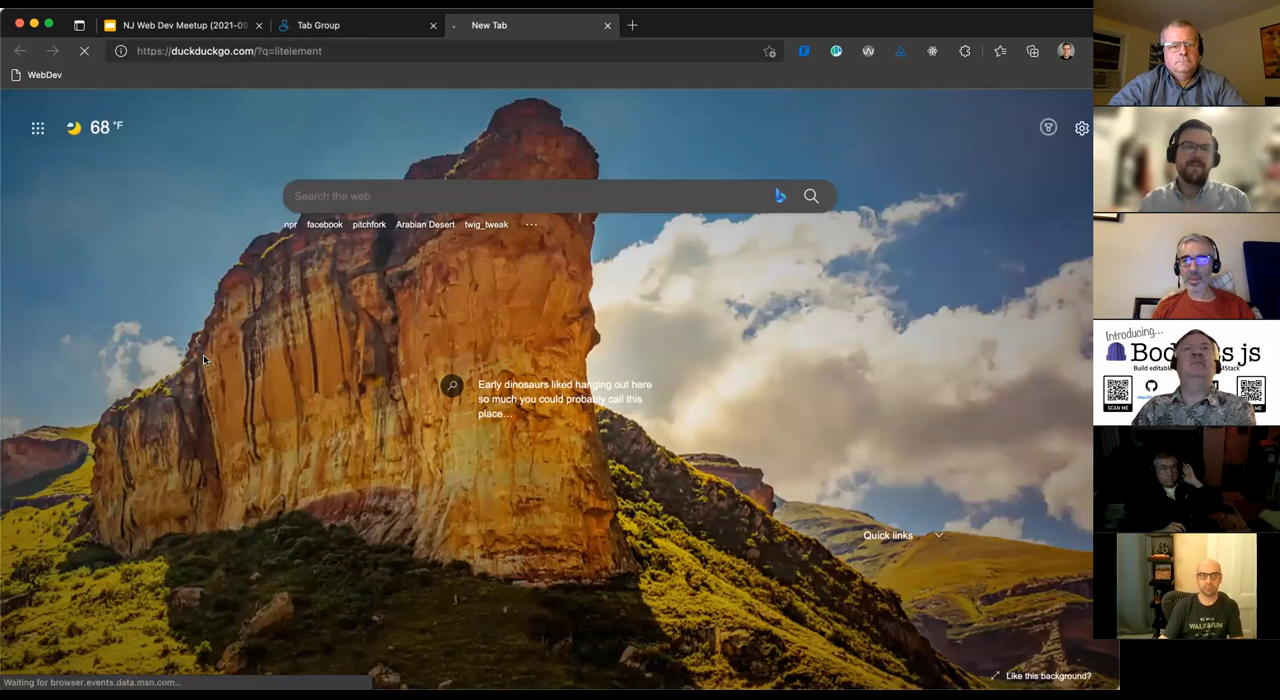 NJ Web Dev Meetup (2021-09
Tab Group
New Tab
https://duckduckgo.com/?q=litelement
WebDev
68 °F
Search the web
npr facebook pitchfork Arabian Desert twig_tweak ...
Early dinosaurs liked hanging out here
so much you could probably call this
place...
Quick links
Like this background?
Waiting for browser.events.data.msn.com...
Introducing...
js
Build
SCAN ME